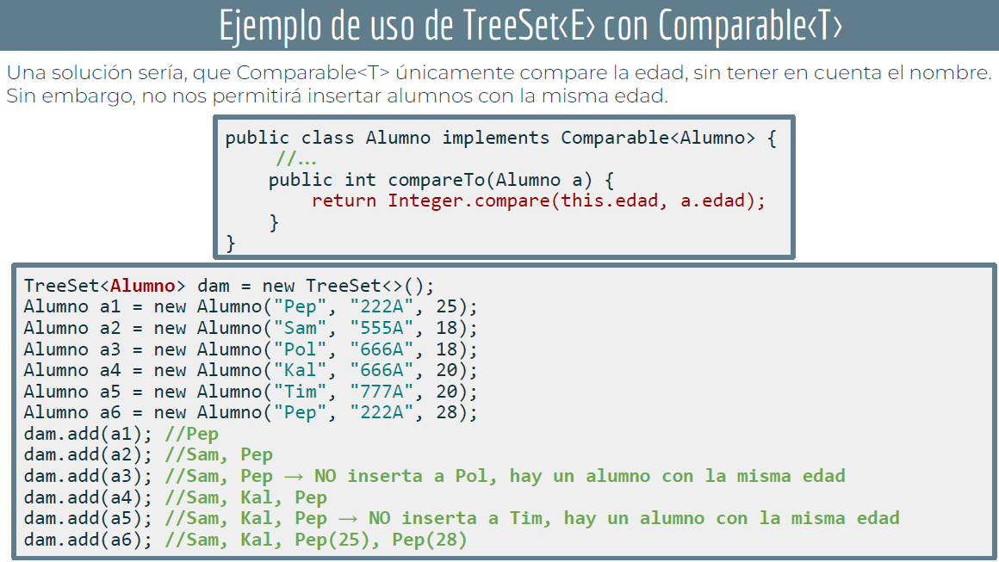 Ejemplo de uso de TreeSet<E> con Comparable<T>
Una solución sería, que Comparable<T> únicamente compare la edad, sin tener en cuenta el nombre.
Sin embargo, no nos permitirá insertar alumnos con la misma edad.
public class Alumno implements Comparable<Alumno> {
//...
public int compareTo(Alumno a) {
return Integer.compare(this.edad, a.edad);
}
}
TreeSet<Alumno> dam = new TreeSet<>();
Alumno a1 = new Alumno("Pep", "222A", 25);
Alumno a2 = new Alumno("Sam", "555A", 18);
Alumno a3 = new Alumno("Pol", "666A", 18);
Alumno a4 = new Alumno("Kal", "666A", 20);
Alumno a5 = new Alumno("Tim", "777A", 20);
Alumno a6 = new Alumno("Pep", "222A", 28);
dam.add(a1); //Pep
dam.add(a2); //Sam, Pep
dam.add(a3); //Sam, Pep → NO inserta a Pol, hay un alumno con la misma edad
dam.add(a4); //Sam, Kal, Pep
dam.add(a5); //Sam, Kal, Pep → NO inserta a Tim, hay un alumno con la misma edad
dam.add(a6); //Sam, Kal, Pep(25), Pep(28)